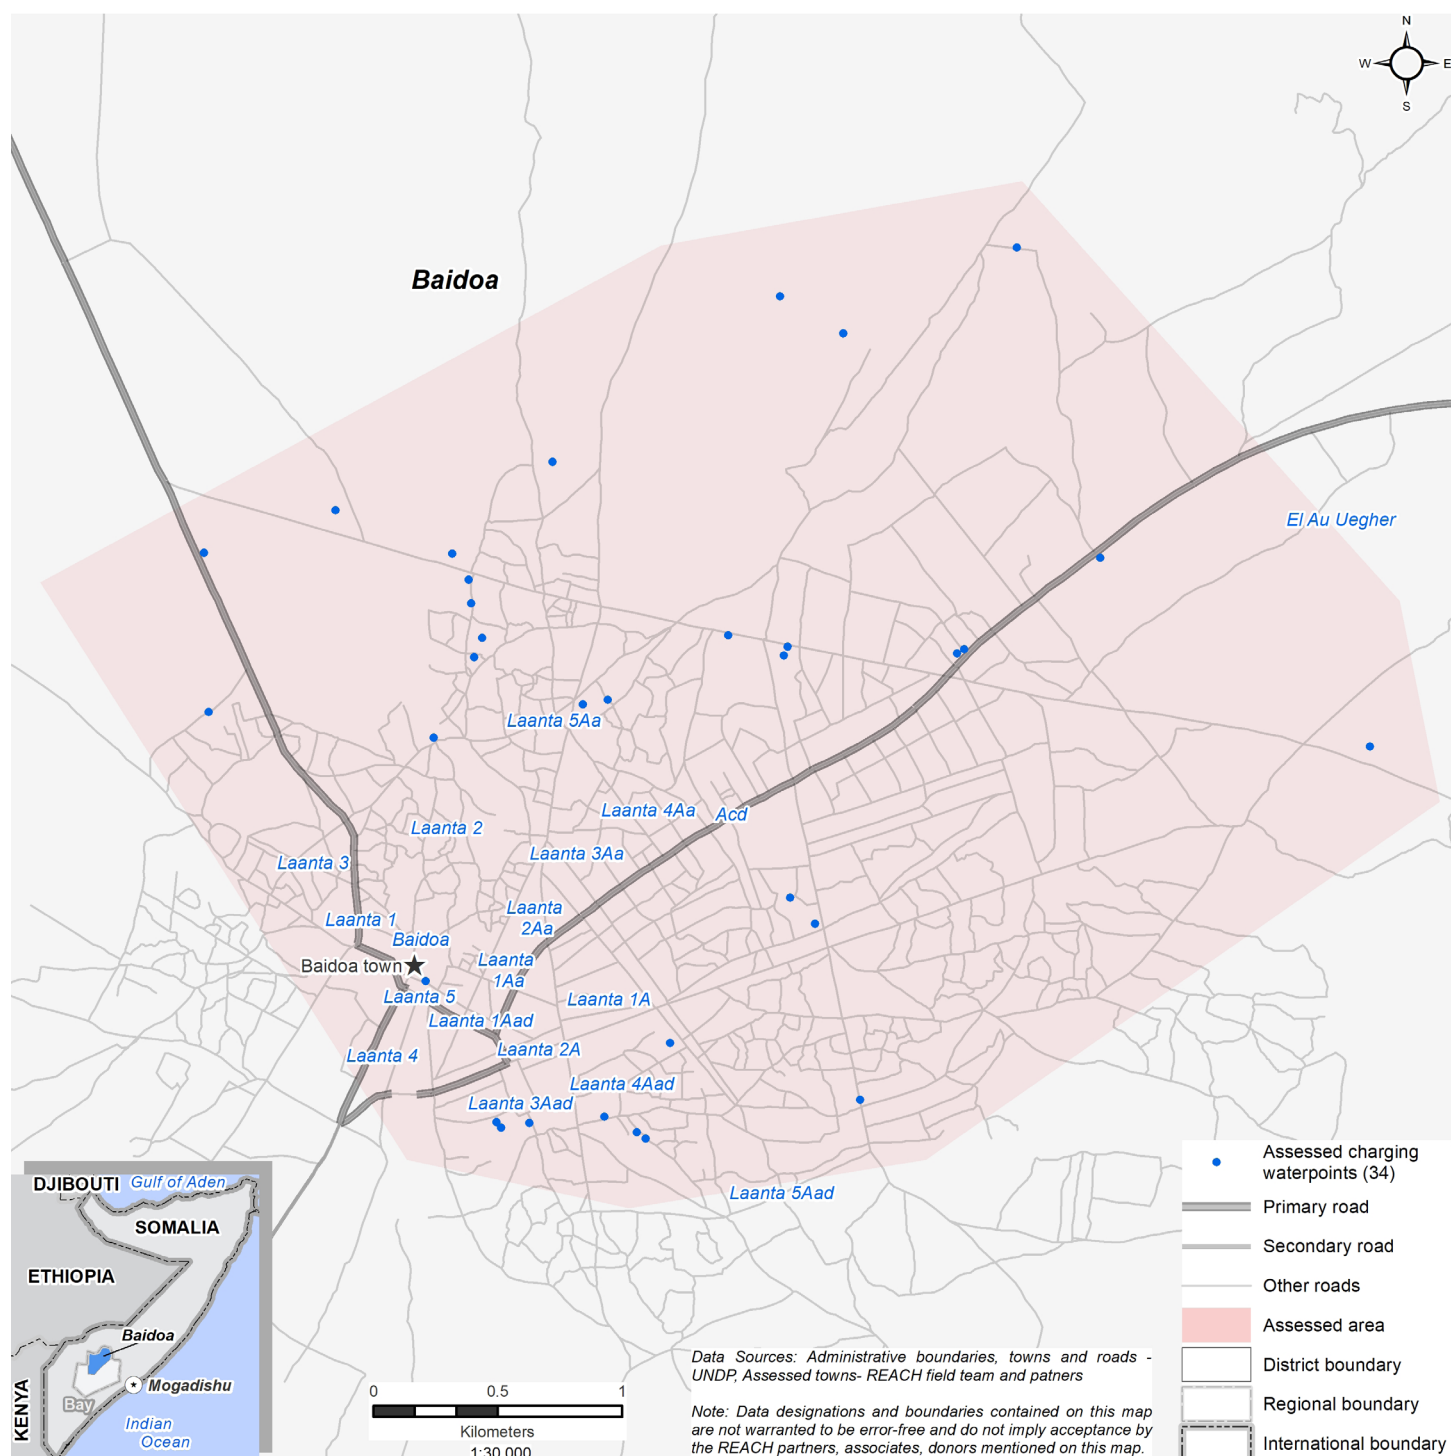 N
W
E
S
Baidoa
El Au Uegher
Laanta 5Aa
Laanta 4Aa
Acd
Laanta 2
Laanta 3Aa
Laanta 3
Laanta
2Aa
Laanta 1
Baidoa
Baidoa town
Laanta
1Aa
Laanta 5
Laanta 1A
Laanta 1Aad
Laanta 4
Laanta 2A
Laanta 4Aad
Laanta 3Aad
Laanta 5Aad
DJIBOUTI
Gulf of Aden
SOMALIA
ETHIOPIA
Baidoa
Mogadishu
Bay
KENYA
Indian
Ocean
0 0.5 1
Kilometers
1:30,000
Data Sources: Administrative boundaries, towns and roads -
UNDP, Assessed towns- REACH field team and patners
Note: Data designations and boundaries contained on this map
are not warranted to be error-free and do not imply acceptance by
the REACH partners, associates, donors mentioned on this map.
Assessed charging
waterpoints (34)
Primary road
Secondary road
Other roads
Assessed area
District boundary
Regional boundary
International boundary